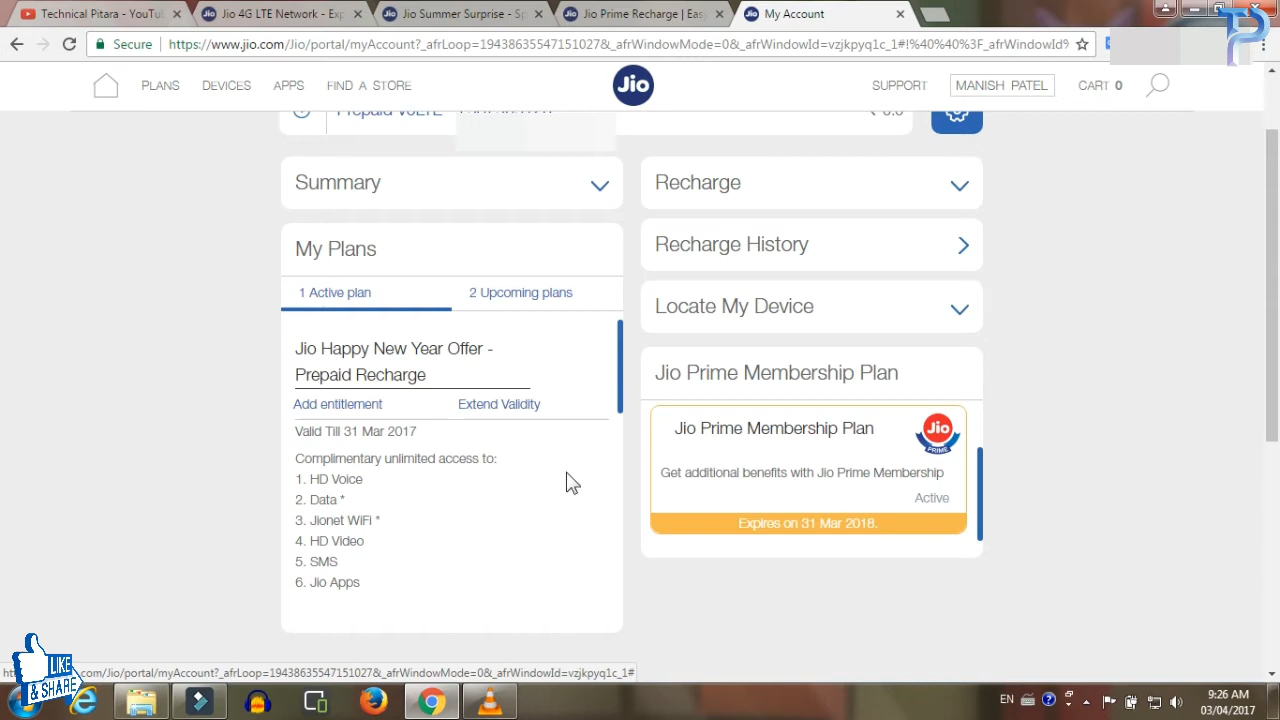 Technical Pitara - YouTu
Jio 4G LTE Network - Exp
Jio Summer Surprise - Sp
Jio Prime Recharge | Easy
My Account
Secure
https://www.jio.com/Jio/portal/myAccount?_afrLoop=19438635547151027&_afrWindowMode=0&_afrWindowId=vzjkpyq1c_1#!%40%40%3F_afrWindowId%
PLANS DEVICES APPS FIND A STORE
Jio
SUPPORT MANISH PATEL CART 0
Prepaid VoLTE
Summary
Recharge
My Plans
Recharge History
1 Active plan
2 Upcoming plans
Locate My Device
Jio Happy New Year Offer -
Prepaid Recharge
Add entitlement
Extend Validity
Valid Till 31 Mar 2017
Complimentary unlimited access to:
1. HD Voice
2. Data *
3. Jionet WiFi *
4. HD Video
5. SMS
6. Jio Apps
Jio Prime Membership Plan
Jio Prime Membership Plan
Jio
PRIME
Get additional benefits with Jio Prime Membership
Active
Expires on 31 Mar 2018.
LIKE
& SHARE
com/Jio/portal/myAccount?_afrLoop=19438635547151027&_afrWindowMode=0&_afrWindowId=vzjkpyq1c_1#
EN
9:26 AM
03/04/2017